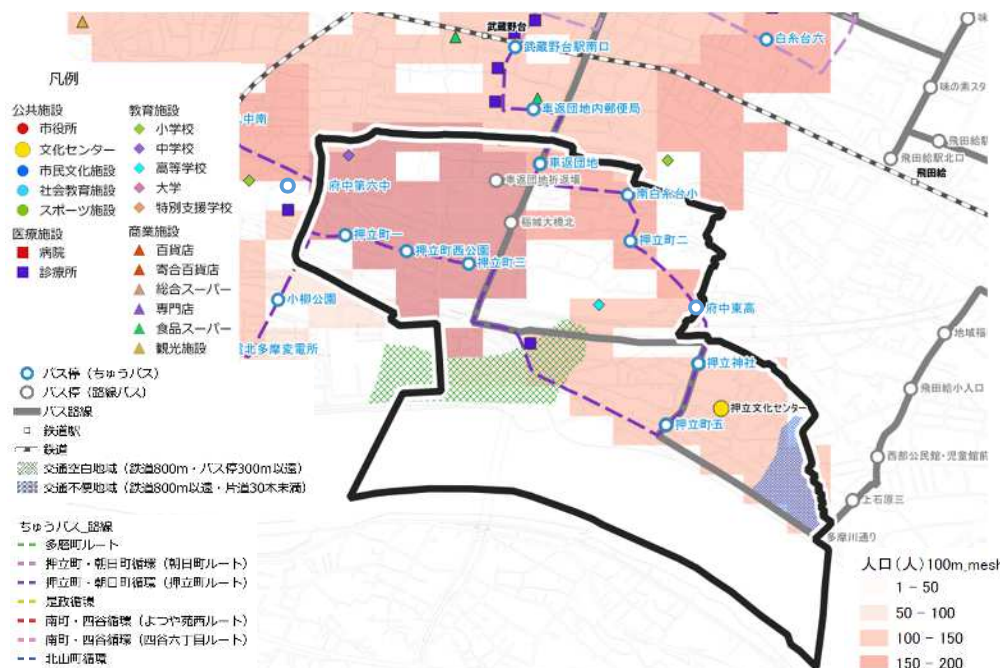 凡例
公共施設
市役所
文化センター
市民文化施設
社会教育施設
スポーツ施設
医療施設
病院
診療所
教育施設
小学校
中学校
高等学校
大学
特別支援学校
商業施設
百貨店
寄合百貨店
総合スーパー
専門店
食品スーパー
観光施設
バス停（ちゅうバス）
バス停（路線バス）
バス路線
鉄道駅
鉄道
交通空白地域（鉄道800m・バス停300m以遠）
交通不便地域（鉄道800m以遠・片道30本未満）
ちゅうバス_路線
多磨町ルート
押立町・朝日町循環（朝日町ルート）
押立町・朝日町循環（押立町ルート）
是政循環
南町・四谷循環（よつや苑西ルート）
南町・四谷循環（四谷六丁目ルート）
北山町循環
武蔵野台
武蔵野台駅南口
白糸台六
味の素スタ
車返団地内郵便局
飛田給駅北口
飛田給
中南
府中第六中
車返団地
車返団地折返場
南白糸台小
稲城大橋北
押立町一
押立町西公園
押立町三
押立町二
小柳公園
府中東高
北多摩変電所
押立神社
地域福
飛田給小入口
押立文化センター
押立町五
西部公民館・児童館前
上石原三
多摩川通り
人口(人)100m_mesh
1 - 50
50 - 100
100 - 150
150 - 200